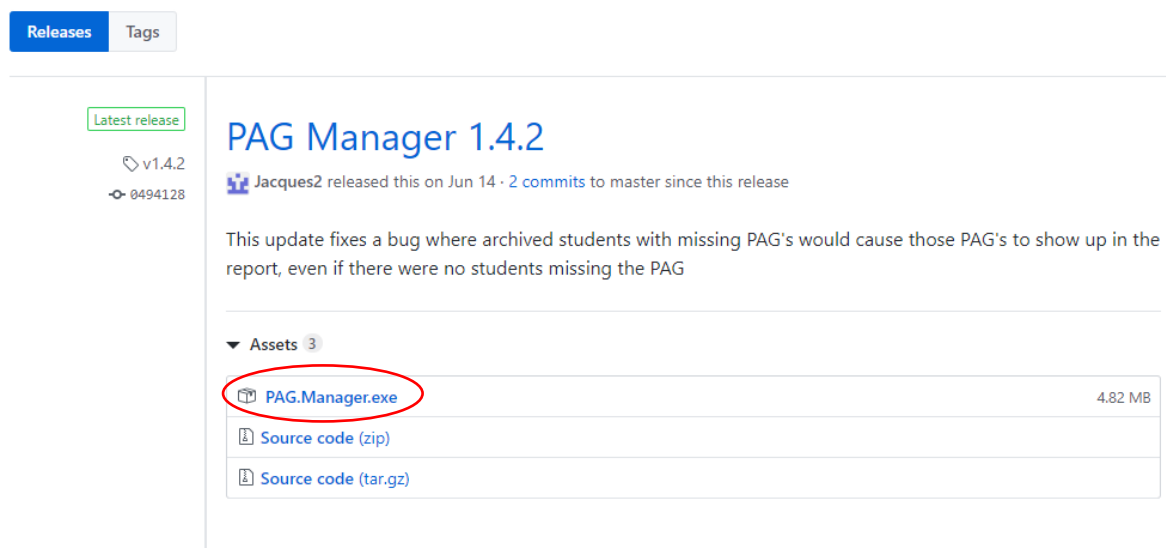 Releases Tags
Latest release
v1.4.2
0494128
PAG Manager 1.4.2
Jacques2 released this on Jun 14 · 2 commits to master since this release
This update fixes a bug where archived students with missing PAG's would cause those PAG's to show up in the
report, even if there were no students missing the PAG
Assets 3
PAG.Manager.exe 4.82 MB
Source code (zip)
Source code (tar.gz)